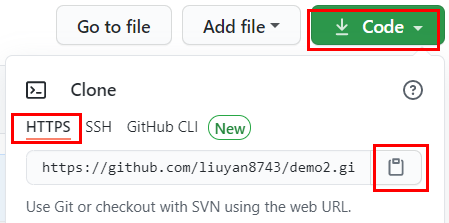 Go to file Add file Code
Clone
HTTPS SSH GitHub CLI New
https://github.com/liuyan8743/demo2.gi
Use Git or checkout with SVN using the web URL.